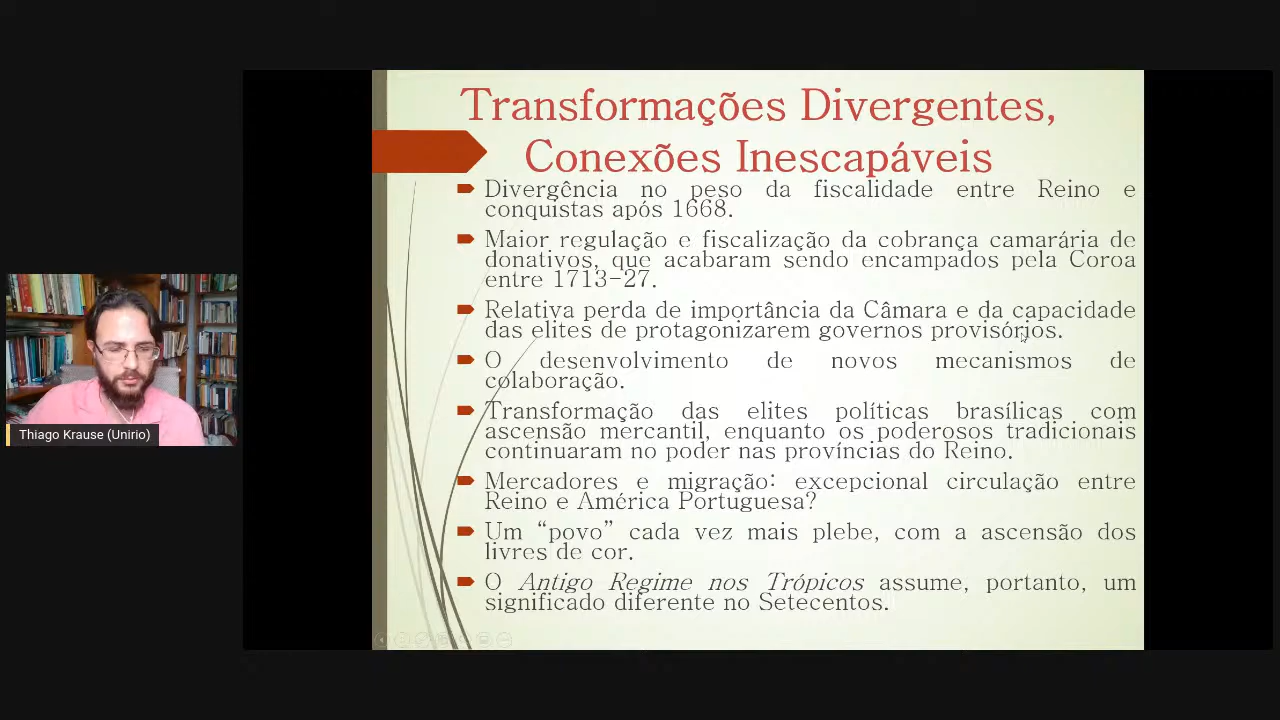 Transformações Divergentes,
Conexões Inescapáveis
Divergência no peso da fiscalidade entre Reino e
conquistas após 1668.
Maior regulação e fiscalização da cobrança camarária de
donativos, que acabaram sendo encampados pela Coroa
entre 1713-27.
Relativa perda de importância da Câmara e da capacidade
das elites de protagonizarem governos provisórios.
O desenvolvimento de novos mecanismos de
colaboração.
Transformação das elites políticas brasílicas com
ascensão mercantil, enquanto os poderosos tradicionais
continuaram no poder nas províncias do Reino.
Mercadores e migração: excepcional circulação entre
Reino e América Portuguesa?
Um “povo” cada vez mais plebe, com a ascensão dos
livres de cor.
O Antigo Regime nos Trópicos assume, portanto, um
significado diferente no Setecentos.
Thiago Krause (Unirio)